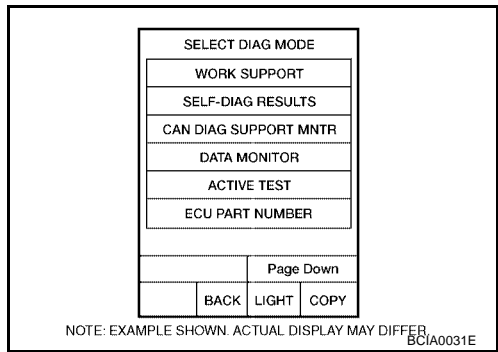 SELECT DIAG MODE
WORK SUPPORT
SELF-DIAG RESULTS
CAN DIAG SUPPORT MNTR
DATA MONITOR
ACTIVE TEST
ECU PART NUMBER
Page Down
BACK LIGHT COPY
NOTE: EXAMPLE SHOWN. ACTUAL DISPLAY MAY DIFFER.
BCIA0031E